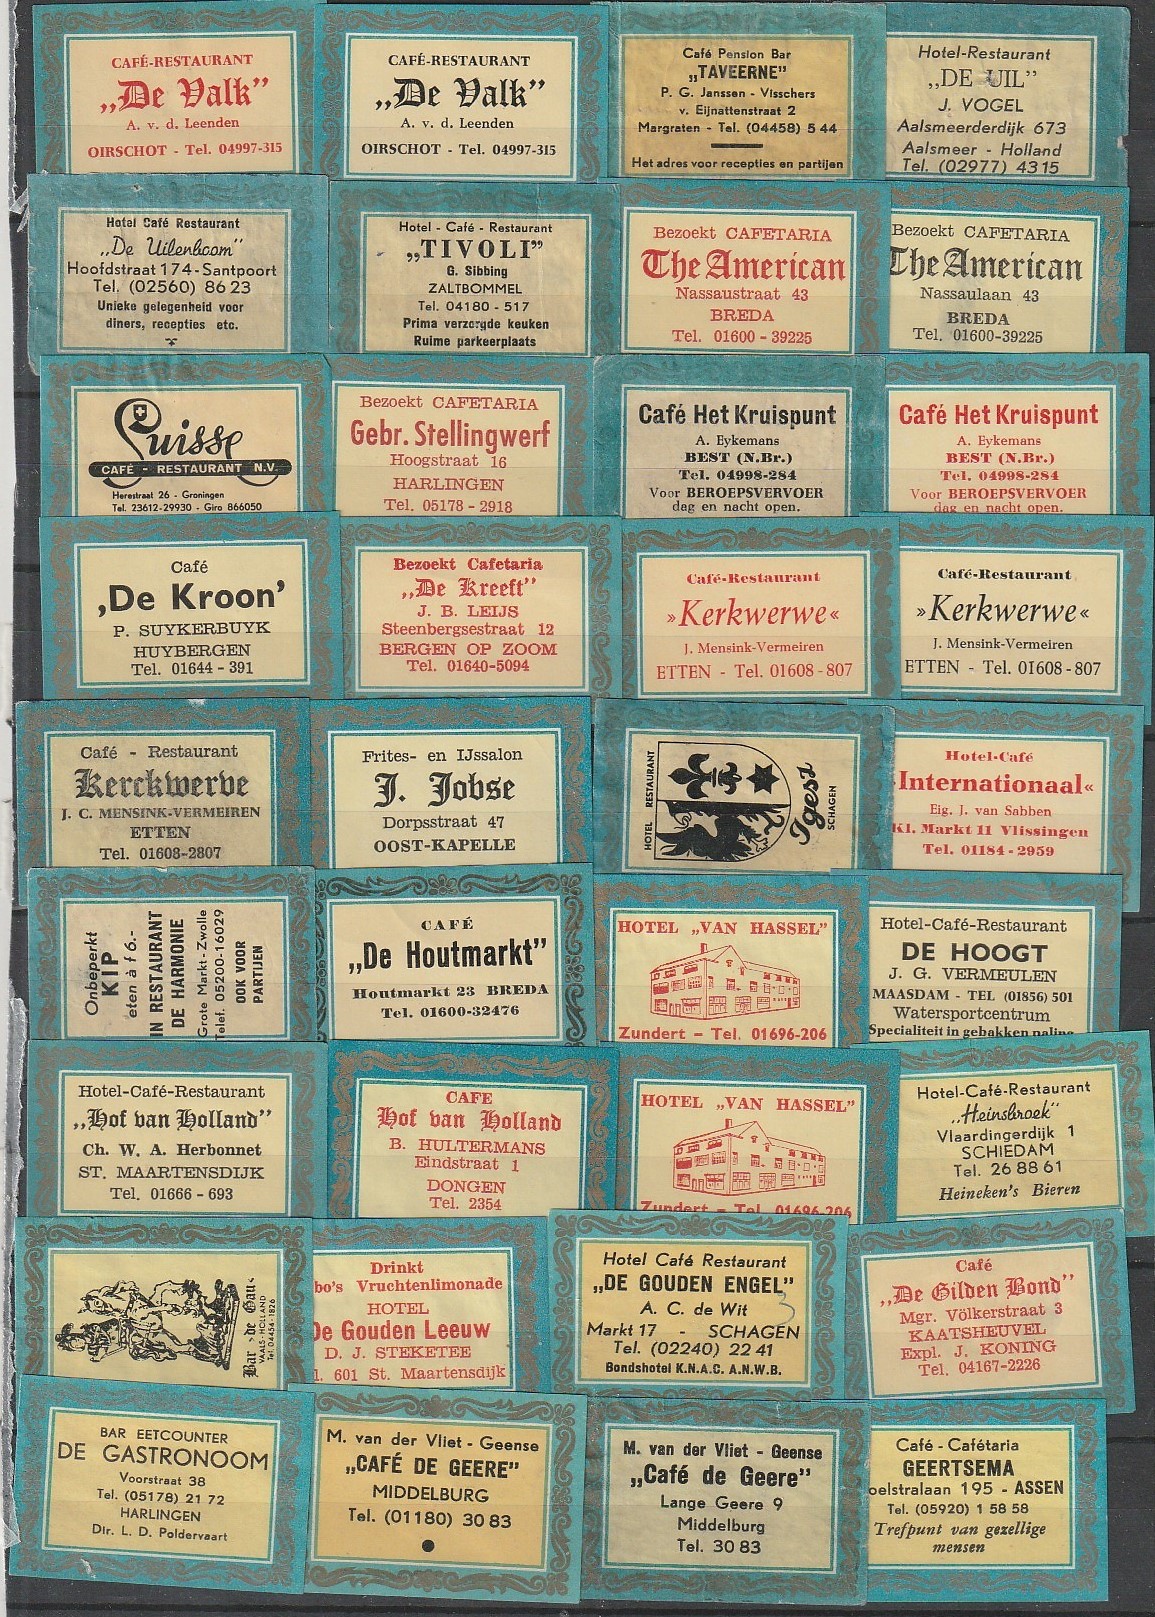 CAFÉ-RESTAURANT
„De Valk”
A. v. d. Leenden
OIRSCHOT - Tel. 04997-315
CAFÉ-RESTAURANT
„De Valk”
A. v. d. Leenden
OIRSCHOT - Tel. 04997-315
Café Pension Bar
„TAVEERNE”
P. G. Janssen - Visschers
v. Eijnattenstraat 2
Margraten - Tel. (04458) 5 44
Het adres voor recepties en partijen
Hotel-Restaurant
„DE UIL”
J. VOGEL
Aalsmeerderdijk 673
Aalsmeer - Holland
Tel. (02977) 4315
Hotel Café Restaurant
„De Uilenboom”
Hoofdstraat 174 - Santpoort
Tel. (02560) 86 23
Unieke gelegenheid voor
diners, recepties etc.
Hotel - Café - Restaurant
„TIVOLI”
G. Sibbing
ZALTBOMMEL
Tel. 04180 - 517
Prima verzorgde keuken
Ruime parkeerplaats
Bezoekt CAFETARIA
The American
Nassaustraat 43
BREDA
Tel. 01600 - 39225
Bezoekt CAFETARIA
The American
Nassaulaan 43
BREDA
Tel. 01600-39225
Suisse
CAFÉ - RESTAURANT N.V.
Herestraat 26 - Groningen
Tel. 23612-29930 - Giro 866050
Bezoekt CAFETARIA
Gebr. Stellingwerf
Hoogstraat 16
HARLINGEN
Tel. 05178 - 2918
Café Het Kruispunt
A. Eykemans
BEST (N.Br.)
Tel. 04998-284
Voor BEROEPSVERVOER
dag en nacht open.
Café Het Kruispunt
A. Eykemans
BEST (N.Br.)
Tel. 04998-284
Voor BEROEPSVERVOER
dag en nacht open.
Café
‚De Kroon’
P. SUYKERBUYK
HUYBERGEN
Tel. 01644 - 391
Bezoekt Cafetaria
„De Kreeft”
J. B. LEIJS
Steenbergsestraat 12
BERGEN OP ZOOM
Tel. 01640-5094
Café-Restaurant
»Kerkwerwe«
J. Mensink-Vermeiren
ETTEN - Tel. 01608 - 807
Café-Restaurant
»Kerkwerwe«
J. Mensink-Vermeiren
ETTEN - Tel. 01608 - 807
Café - Restaurant
Kerckwerve
J. C. MENSINK-VERMEIREN
ETTEN
Tel. 01608-2807
Frites- en IJssalon
J. Jobse
Dorpsstraat 47
OOST-KAPELLE
HOTEL RESTAURANT
Igesz
SCHAGEN
Hotel-Café
Internationaal«
Eig. J. van Sabben
Kl. Markt 11 Vlissingen
Tel. 01184 - 2959
Onbeperkt
KIP
eten à f 6.-
IN RESTAURANT
DE HARMONIE
Grote Markt - Zwolle
Telef. 05200-16029
OOK VOOR
PARTIJEN
CAFÉ
„De Houtmarkt”
Houtmarkt 23 BREDA
Tel. 01600-32476
HOTEL „VAN HASSEL”
Zundert – Tel. 01696-206
Hotel-Café-Restaurant
DE HOOGT
J. G. VERMEULEN
MAASDAM - TEL (01856) 501
Watersportcentrum
Specialiteit in gebakken paling
Hotel-Café-Restaurant
„Hof van Holland”
Ch. W. A. Herbonnet
ST. MAARTENSDIJK
Tel. 01666 - 693
CAFE
Hof van Holland
B. HULTERMANS
Eindstraat 1
DONGEN
Tel. 2354
HOTEL „VAN HASSEL”
Zundert – Tel. 01696-206
Hotel-Café-Restaurant
„Heinsbroek”
Vlaardingerdijk 1
SCHIEDAM
Tel. 26 88 61
Heineken's Bieren
Bar
VAALS-HOLLAND
Tel. 04454-1826
Drinkt
bo's Vruchtenlimonade
HOTEL
De Gouden Leeuw
D. J. STEKETEE
601 St. Maartensdijk
Hotel Café Restaurant
„DE GOUDEN ENGEL”
A. C. de Wit
3
Markt 17 - SCHAGEN
Tel. (02240) 22 41
Bondshotel K.N.A.C. A.N.W.B.
Café
„De Gilden Bond”
Mgr. Völkerstraat 3
KAATSHEUVEL
Expl. J. KONING
Tel. 04167-2226
BAR EETCOUNTER
DE GASTRONOOM
Voorstraat 38
Tel. (05178) 21 72
HARLINGEN
Dir. L. D. Poldervaart
M. van der Vliet - Geense
„CAFÉ DE GEERE”
MIDDELBURG
Tel. (01180) 30 83
M. van der Vliet - Geense
„Café de Geere”
Lange Geere 9
Middelburg
Tel. 30 83
Café - Cafétaria
GEERTSEMA
oelstralaan 195 - ASSEN
Tel. (05920) 1 58 58
Trefpunt van gezellige
mensen